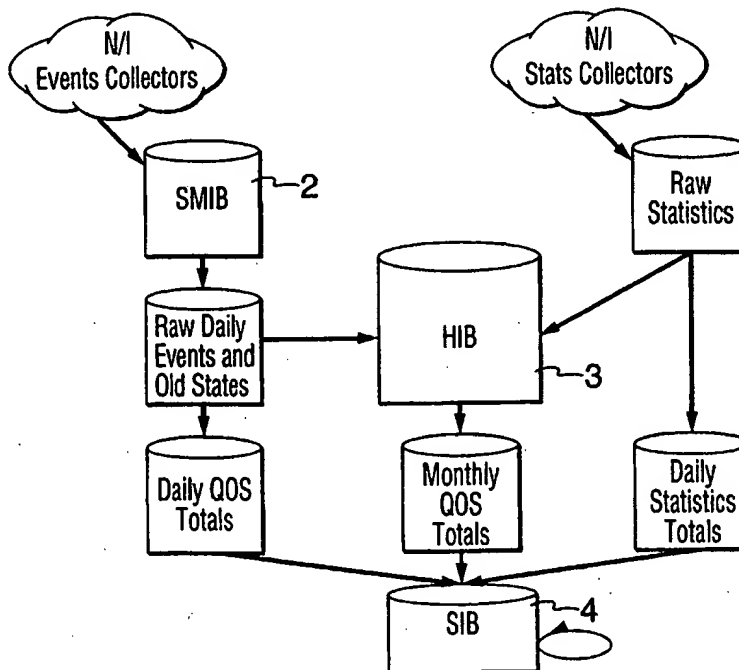 N/I
Events Collectors
N/I
Stats Collectors
SMIB
2
Raw
Statistics
Raw Daily
Events and
Old States
HIB
3
Daily QOS
Totals
Monthly
QOS
Totals
Daily
Statistics
Totals
SIB
4